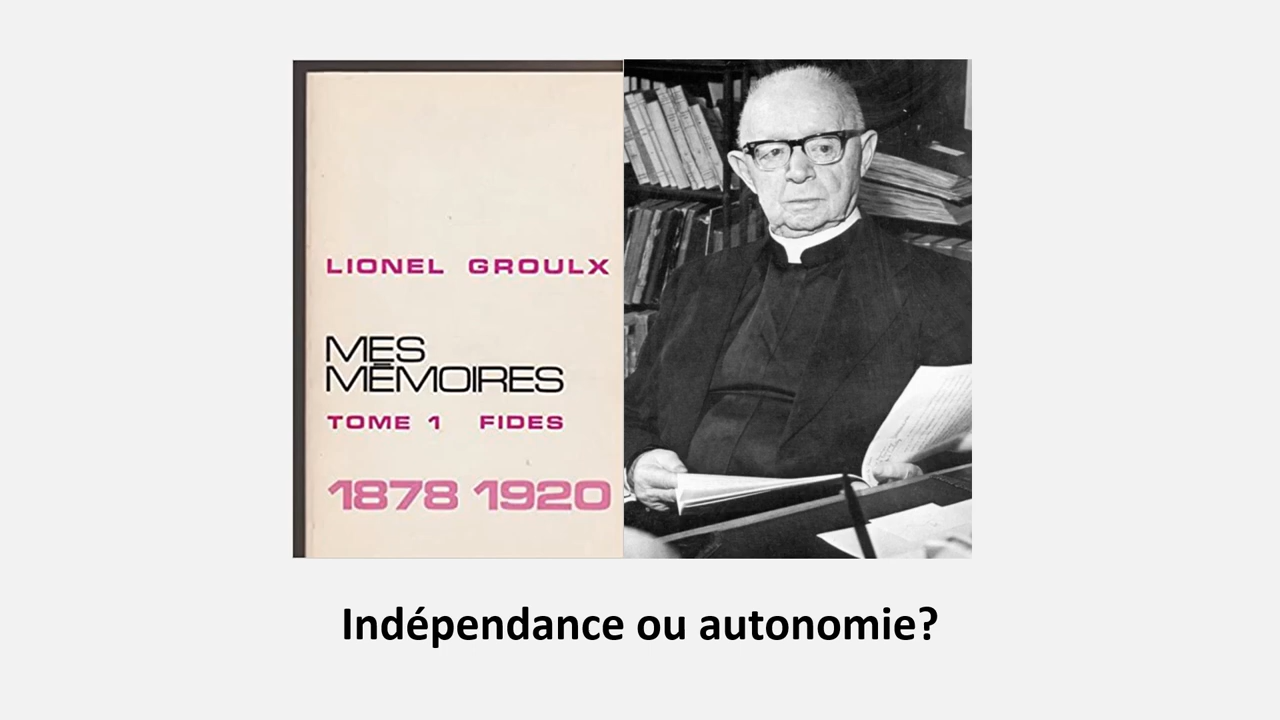 LIONEL GROULX
MES
MÉMOIRES
TOME 1 FIDES
1878 1920
Indépendance ou autonomie?